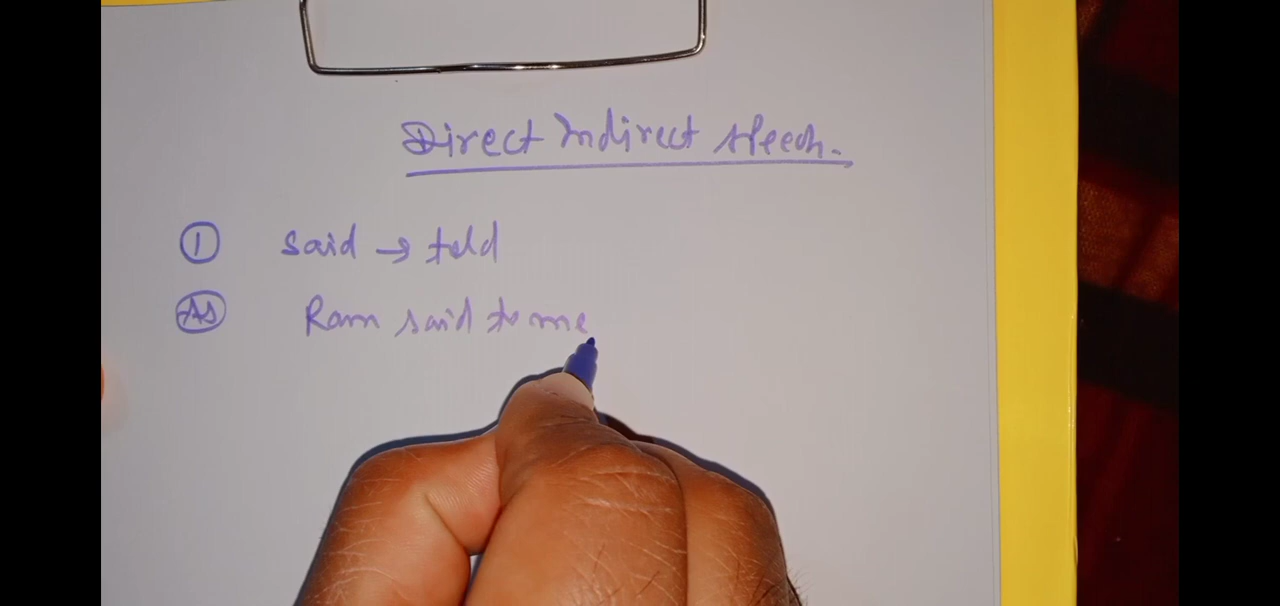 Direct Indirect speech.
① said → told
As Ram said to me